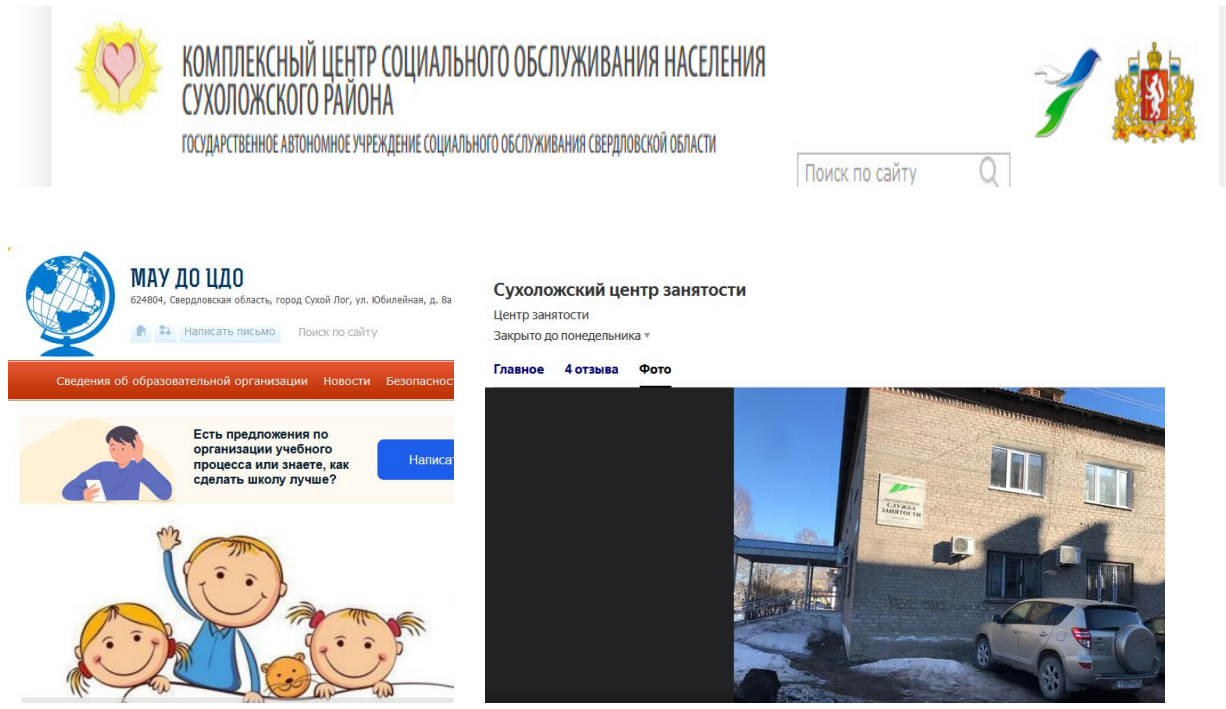 КОМПЛЕКСНЫЙ ЦЕНТР СОЦИАЛЬНОГО ОБСЛУЖИВАНИЯ НАСЕЛЕНИЯ
СУХОЛОЖСКОГО РАЙОНА
ГОСУДАРСТВЕННОЕ АВТОНОМНОЕ УЧРЕЖДЕНИЕ СОЦИАЛЬНОГО ОБСЛУЖИВАНИЯ СВЕРДЛОВСКОЙ ОБЛАСТИ
Поиск по сайту
МАУ ДО ЦДО
624804, Свердловская область, город Сухой Лог, ул. Юбилейная, д. 8а
Написать письмо Поиск по сайту
Сведения об образовательной организации Новости Безопаснос
Есть предложения по
организации учебного
процесса или знаете, как
сделать школу лучше?
Написа
Сухоложский центр занятости
Центр занятости
Закрыто до понедельника
Главное 4 отзыва Фото
СЛУЖБА
ЗАНЯТОСТИ